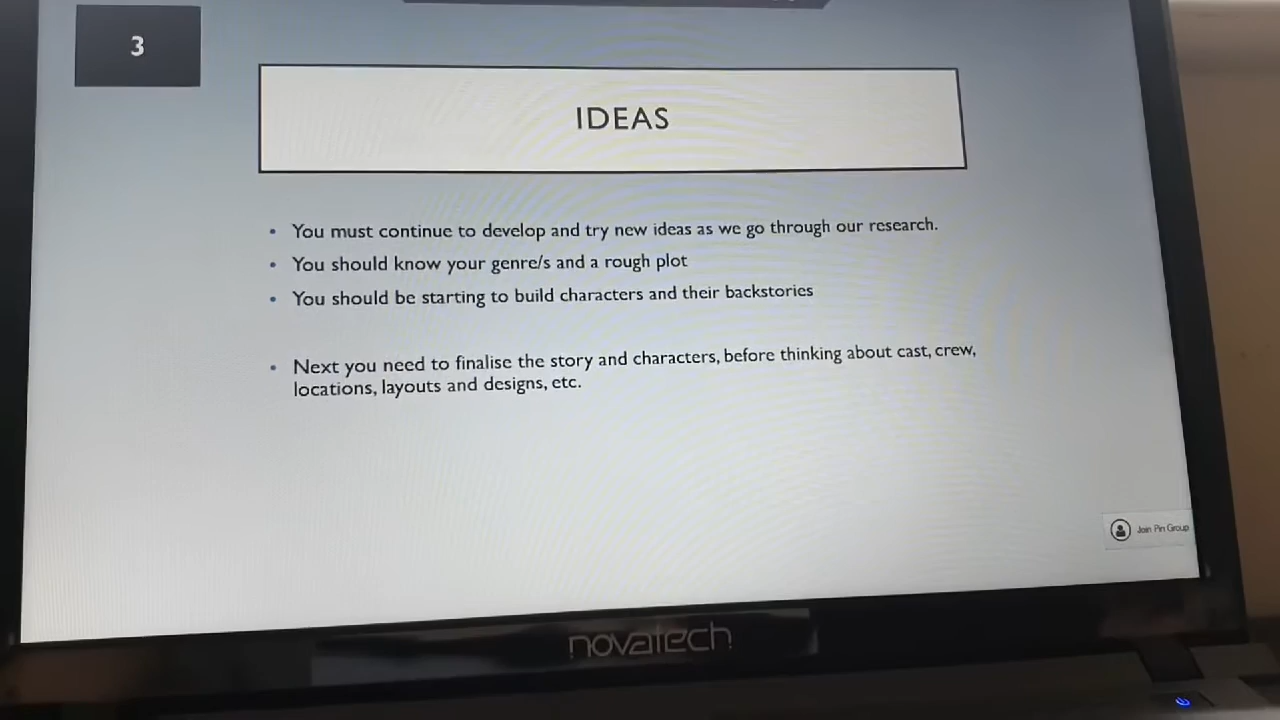 3
IDEAS
• You must continue to develop and try new ideas as we go through our research.
• You should know your genre/s and a rough plot
• You should be starting to build characters and their backstories
• Next you need to finalise the story and characters, before thinking about cast, crew,
locations, layouts and designs, etc.
Join Pin Group
novatech